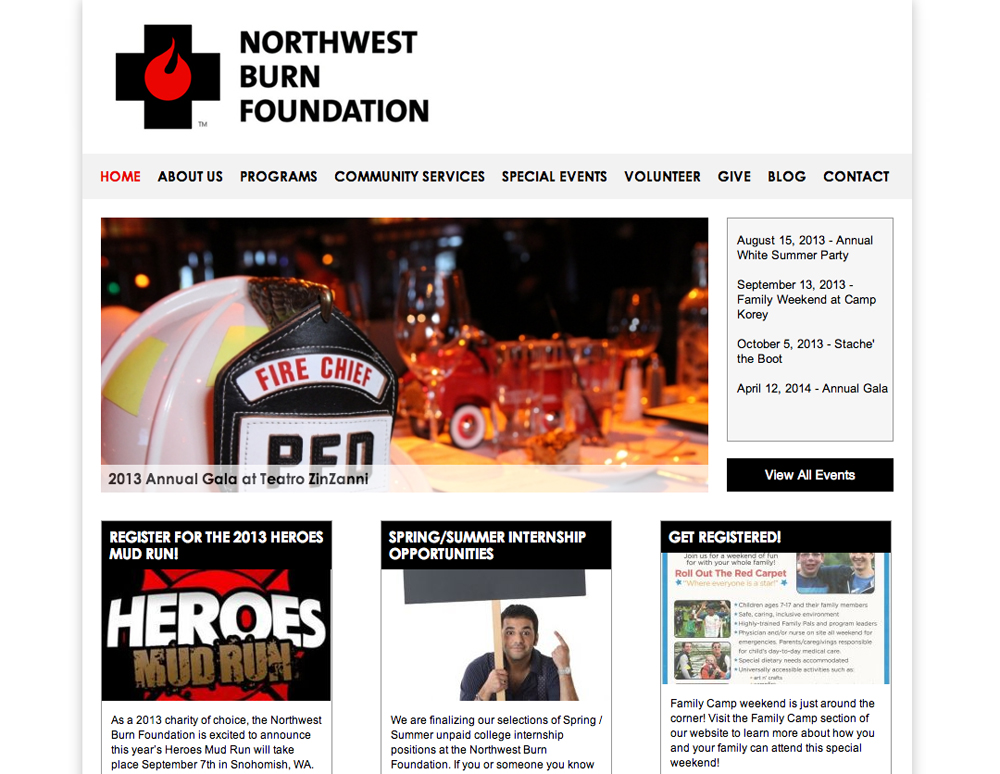 NORTHWEST
BURN
FOUNDATION
TM
HOME ABOUT US PROGRAMS COMMUNITY SERVICES SPECIAL EVENTS VOLUNTEER GIVE BLOG CONTACT
FIRE CHIEF
PFD
2013 Annual Gala at Teatro ZinZanni
August 15, 2013 - Annual
White Summer Party
September 13, 2013 -
Family Weekend at Camp
Korey
October 5, 2013 - Stache'
the Boot
April 12, 2014 - Annual Gala
View All Events
REGISTER FOR THE 2013 HEROES
MUD RUN!
HEROES
MUD RUN
As a 2013 charity of choice, the Northwest
Burn Foundation is excited to announce
this year's Heroes Mud Run will take
place September 7th in Snohomish, WA.
SPRING/SUMMER INTERNSHIP
OPPORTUNITIES
We are finalizing our selections of Spring /
Summer unpaid college internship
positions at the Northwest Burn
Foundation. If you or someone you know
GET REGISTERED!
Join us for a weekend of fun
for with your whole family!
Roll Out The Red Carpet
"Where everyone is a star!"
Children ages 7-17 and their family members
Safe, caring, inclusive environment
Highly-trained Family Pals and program leaders
Physician and/or nurse on site all weekend for
emergencies. Parents/caregivings responsible
for child's day-to-day medical care.
Special dietary needs accommodated
Universally accessible activities such as:
• art n' crafts
Family Camp weekend is just around the
corner! Visit the Family Camp section of
our website to learn more about how you
and your family can attend this special
weekend!